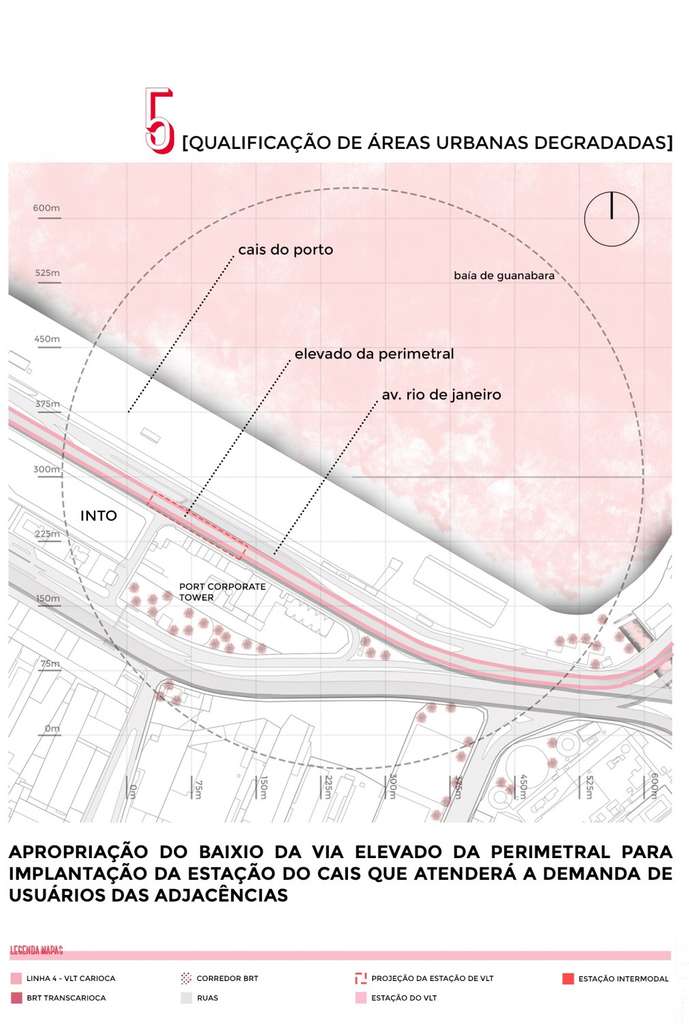 5 [QUALIFICAÇÃO DE ÁREAS URBANAS DEGRADADAS]
600m
cais do porto
baía de guanabara
525m
450m
elevado da perimetral
av. rio de janeiro
375m
300m
INTO
225m
PORT CORPORATE
TOWER
150m
75m
0m
0m 75m 150m 225m 300m 375m 450m 525m 600m
APROPRIAÇÃO DO BAIXIO DA VIA ELEVADO DA PERIMETRAL PARA
IMPLANTAÇÃO DA ESTAÇÃO DO CAIS QUE ATENDERÁ A DEMANDA DE
USUÁRIOS DAS ADJACÊNCIAS
LEGENDA MAPAS
LINHA 4 - VLT CARIOCA CORREDOR BRT PROJEÇÃO DA ESTAÇÃO DE VLT ESTAÇÃO INTERMODAL
BRT TRANSCARIOCA RUAS ESTAÇÃO DO VLT